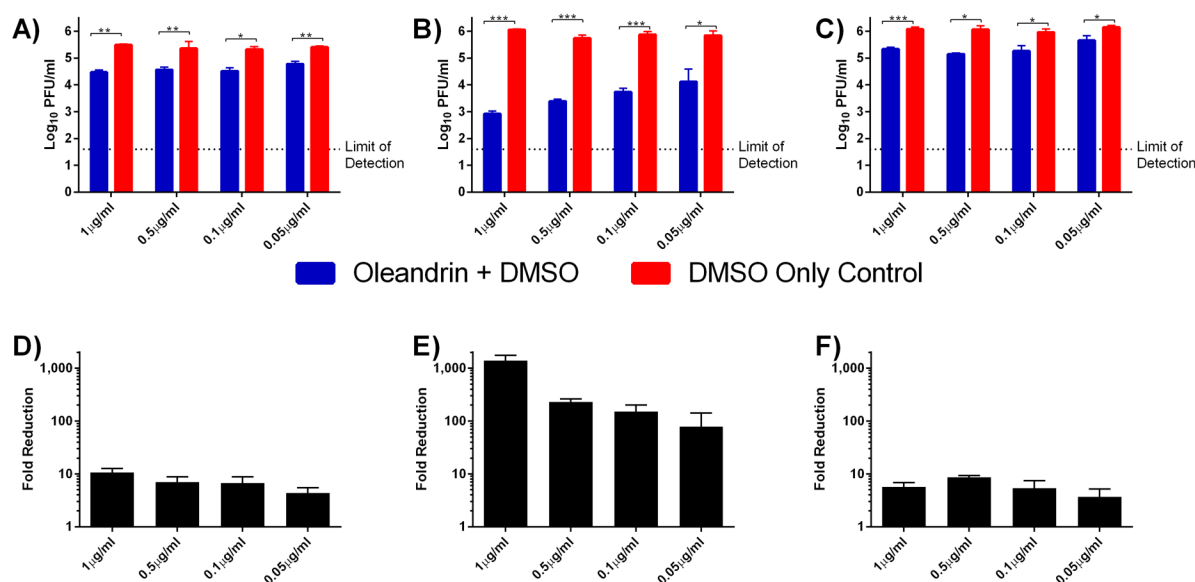 A)
Log10 PFU/ml
6
5
4
3
2
1
0
** ** * **
Limit of
Detection
1µg/ml
0.5µg/ml
0.1µg/ml
0.05µg/ml
B)
Log10 PFU/ml
6
5
4
3
2
1
0
*** *** *** *
Limit of
Detection
1µg/ml
0.5µg/ml
0.1µg/ml
0.05µg/ml
C)
Log10 PFU/ml
6
5
4
3
2
1
0
*** * * *
Limit of
Detection
1µg/ml
0.5µg/ml
0.1µg/ml
0.05µg/ml
Oleandrin + DMSO
DMSO Only Control
D)
Fold Reduction
1,000
100
10
1
1µg/ml
0.5µg/ml
0.1µg/ml
0.05µg/ml
E)
Fold Reduction
1,000
100
10
1
1µg/ml
0.5µg/ml
0.1µg/ml
0.05µg/ml
F)
Fold Reduction
1,000
100
10
1
1µg/ml
0.5µg/ml
0.1µg/ml
0.05µg/ml